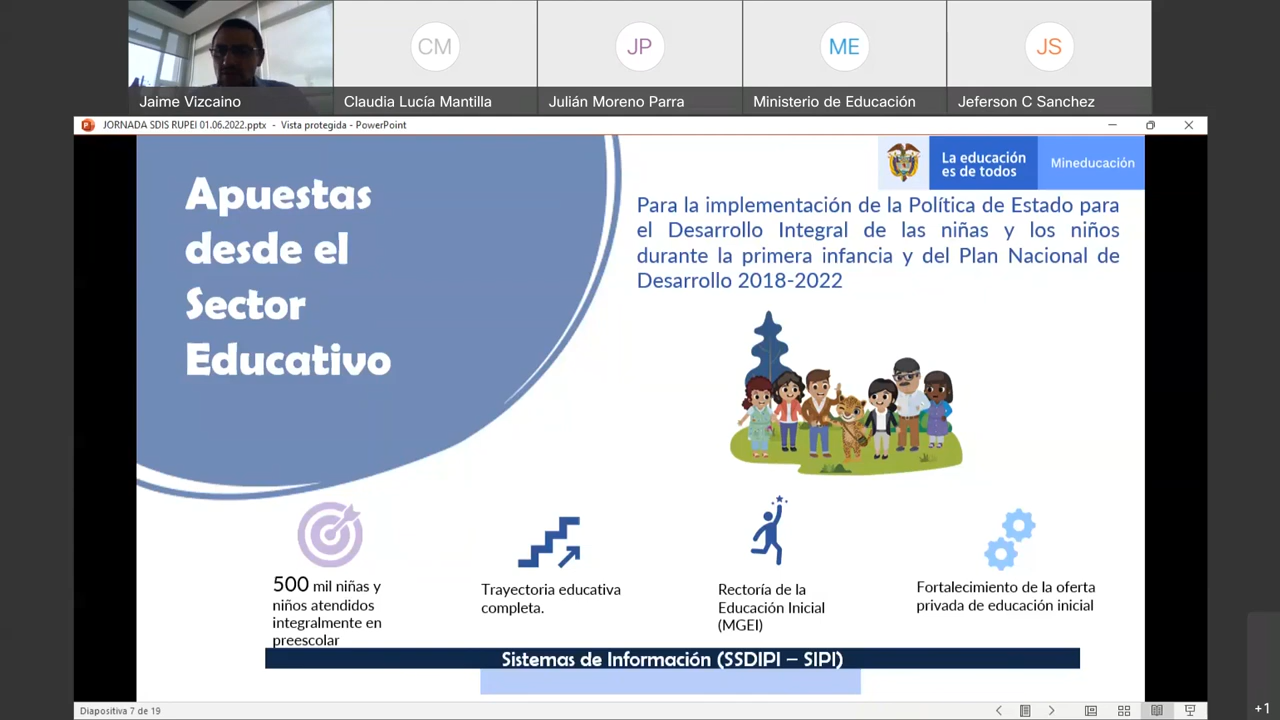 CM
JP
ME
JS
Jaime Vizcaino
Claudia Lucía Mantilla
Julián Moreno Parra
Ministerio de Educación
Jeferson C Sanchez
JORNADA SDIS RUPEI 01.06.2022.pptx - Vista protegida - PowerPoint
La educación
es de todos
Mineducación
Apuestas
desde el
Sector
Educativo
Para la implementación de la Política de Estado para
el Desarrollo Integral de las niñas y los niños
durante la primera infancia y del Plan Nacional de
Desarrollo 2018-2022
500 mil niñas y
niños atendidos
integralmente en
preescolar
Trayectoria educativa
completa.
Rectoría de la
Educación Inicial
(MGEI)
Fortalecimiento de la oferta
privada de educación inicial
Sistemas de Información (SSDIPI – SIPI)
Diapositiva 7 de 19
+1